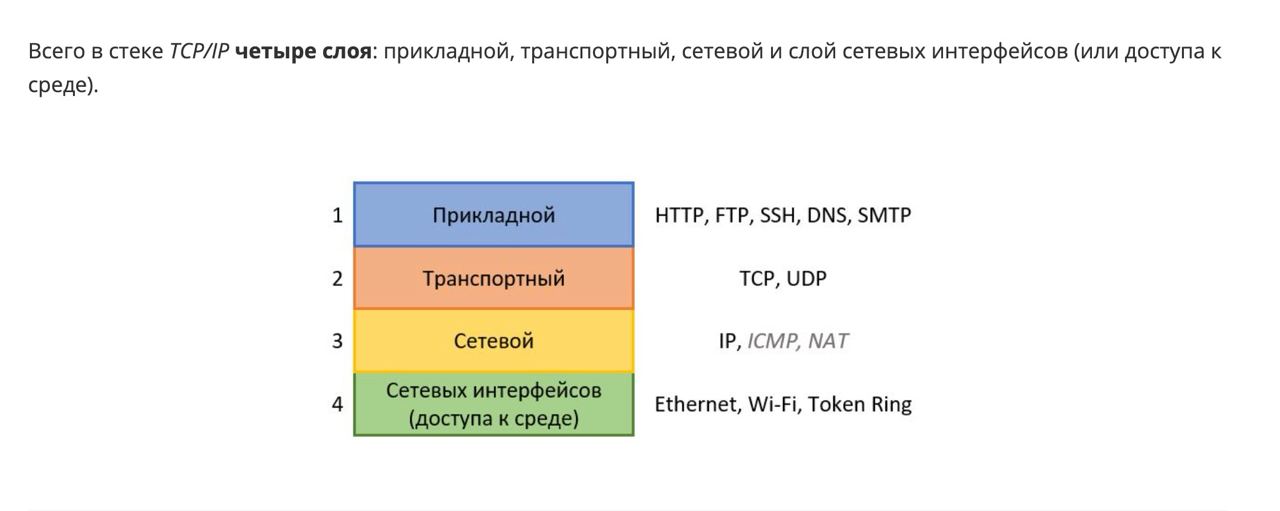 Всего в стеке TCP/IP четыре слоя: прикладной, транспортный, сетевой и слой сетевых интерфейсов (или доступа к
среде).
1 Прикладной HTTP, FTP, SSH, DNS, SMTP
2 Транспортный TCP, UDP
3 Сетевой IP, ICMP, NAT
Сетевых интерфейсов
4 (доступа к среде) Ethernet, Wi-Fi, Token Ring